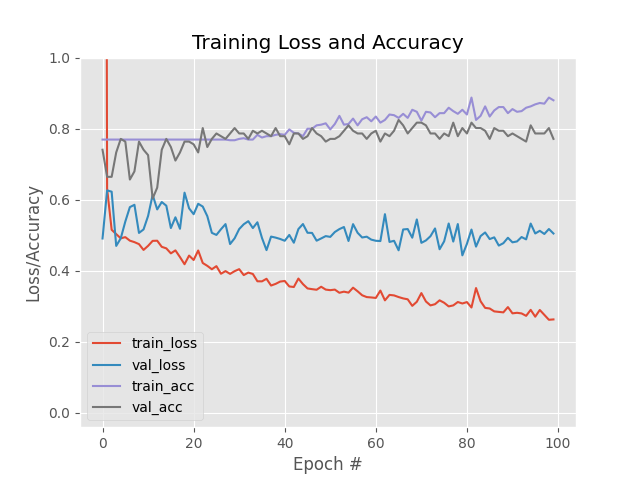 Training Loss and Accuracy
1.0
0.8
0.6
0.4
0.2
0.0
Loss/Accuracy
train_loss
val_loss
train_acc
val_acc
0 20 40 60 80 100
Epoch #